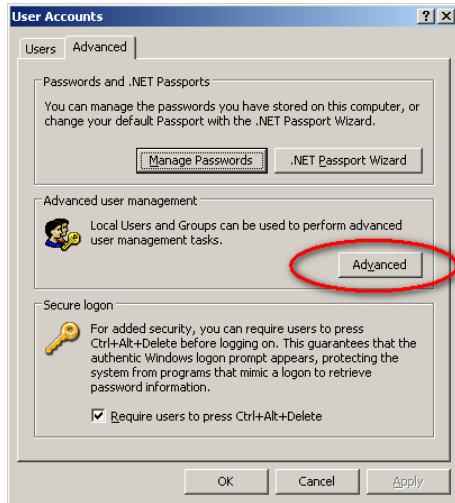 User Accounts
Users Advanced
Passwords and .NET Passports
You can manage the passwords you have stored on this computer, or
change your default Passport with the .NET Passport Wizard.
Manage Passwords .NET Passport Wizard
Advanced user management
Local Users and Groups can be used to perform advanced
user management tasks.
Advanced
Secure logon
For added security, you can require users to press
Ctrl+Alt+Delete before logging on. This guarantees that the
authentic Windows logon prompt appears, protecting the
system from programs that mimic a logon to retrieve
password information.
Require users to press Ctrl+Alt+Delete
OK Cancel Apply